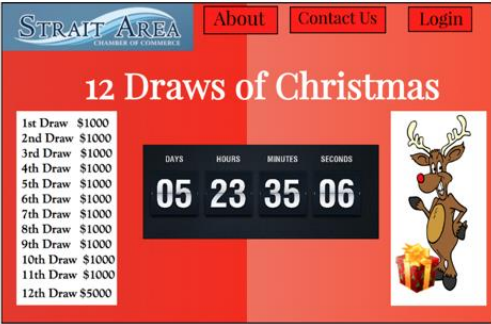 STRAIT AREA
CHAMBER OF COMMERCE
About
Contact Us
Login
12 Draws of Christmas
1st Draw $1000
2nd Draw $1000
3rd Draw $1000
4th Draw $1000
5th Draw $1000
6th Draw $1000
7th Draw $1000
8th Draw $1000
9th Draw $1000
10th Draw $1000
11th Draw $1000
12th Draw $5000
DAYS HOURS MINUTES SECONDS
05 23 35 06